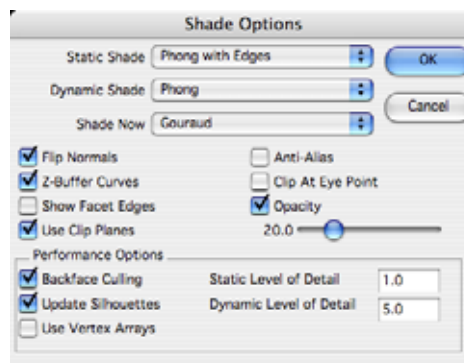 Shade Options
Static Shade Phong with Edges OK
Dynamic Shade Phong Cancel
Shade Now Gouraud
Flip Normals Anti-Alias
Z-Buffer Curves Clip At Eye Point
Show Facet Edges Opacity
Use Clip Planes 20.0
Performance Options
Backface Culling Static Level of Detail 1.0
Update Silhouettes Dynamic Level of Detail 5.0
Use Vertex Arrays